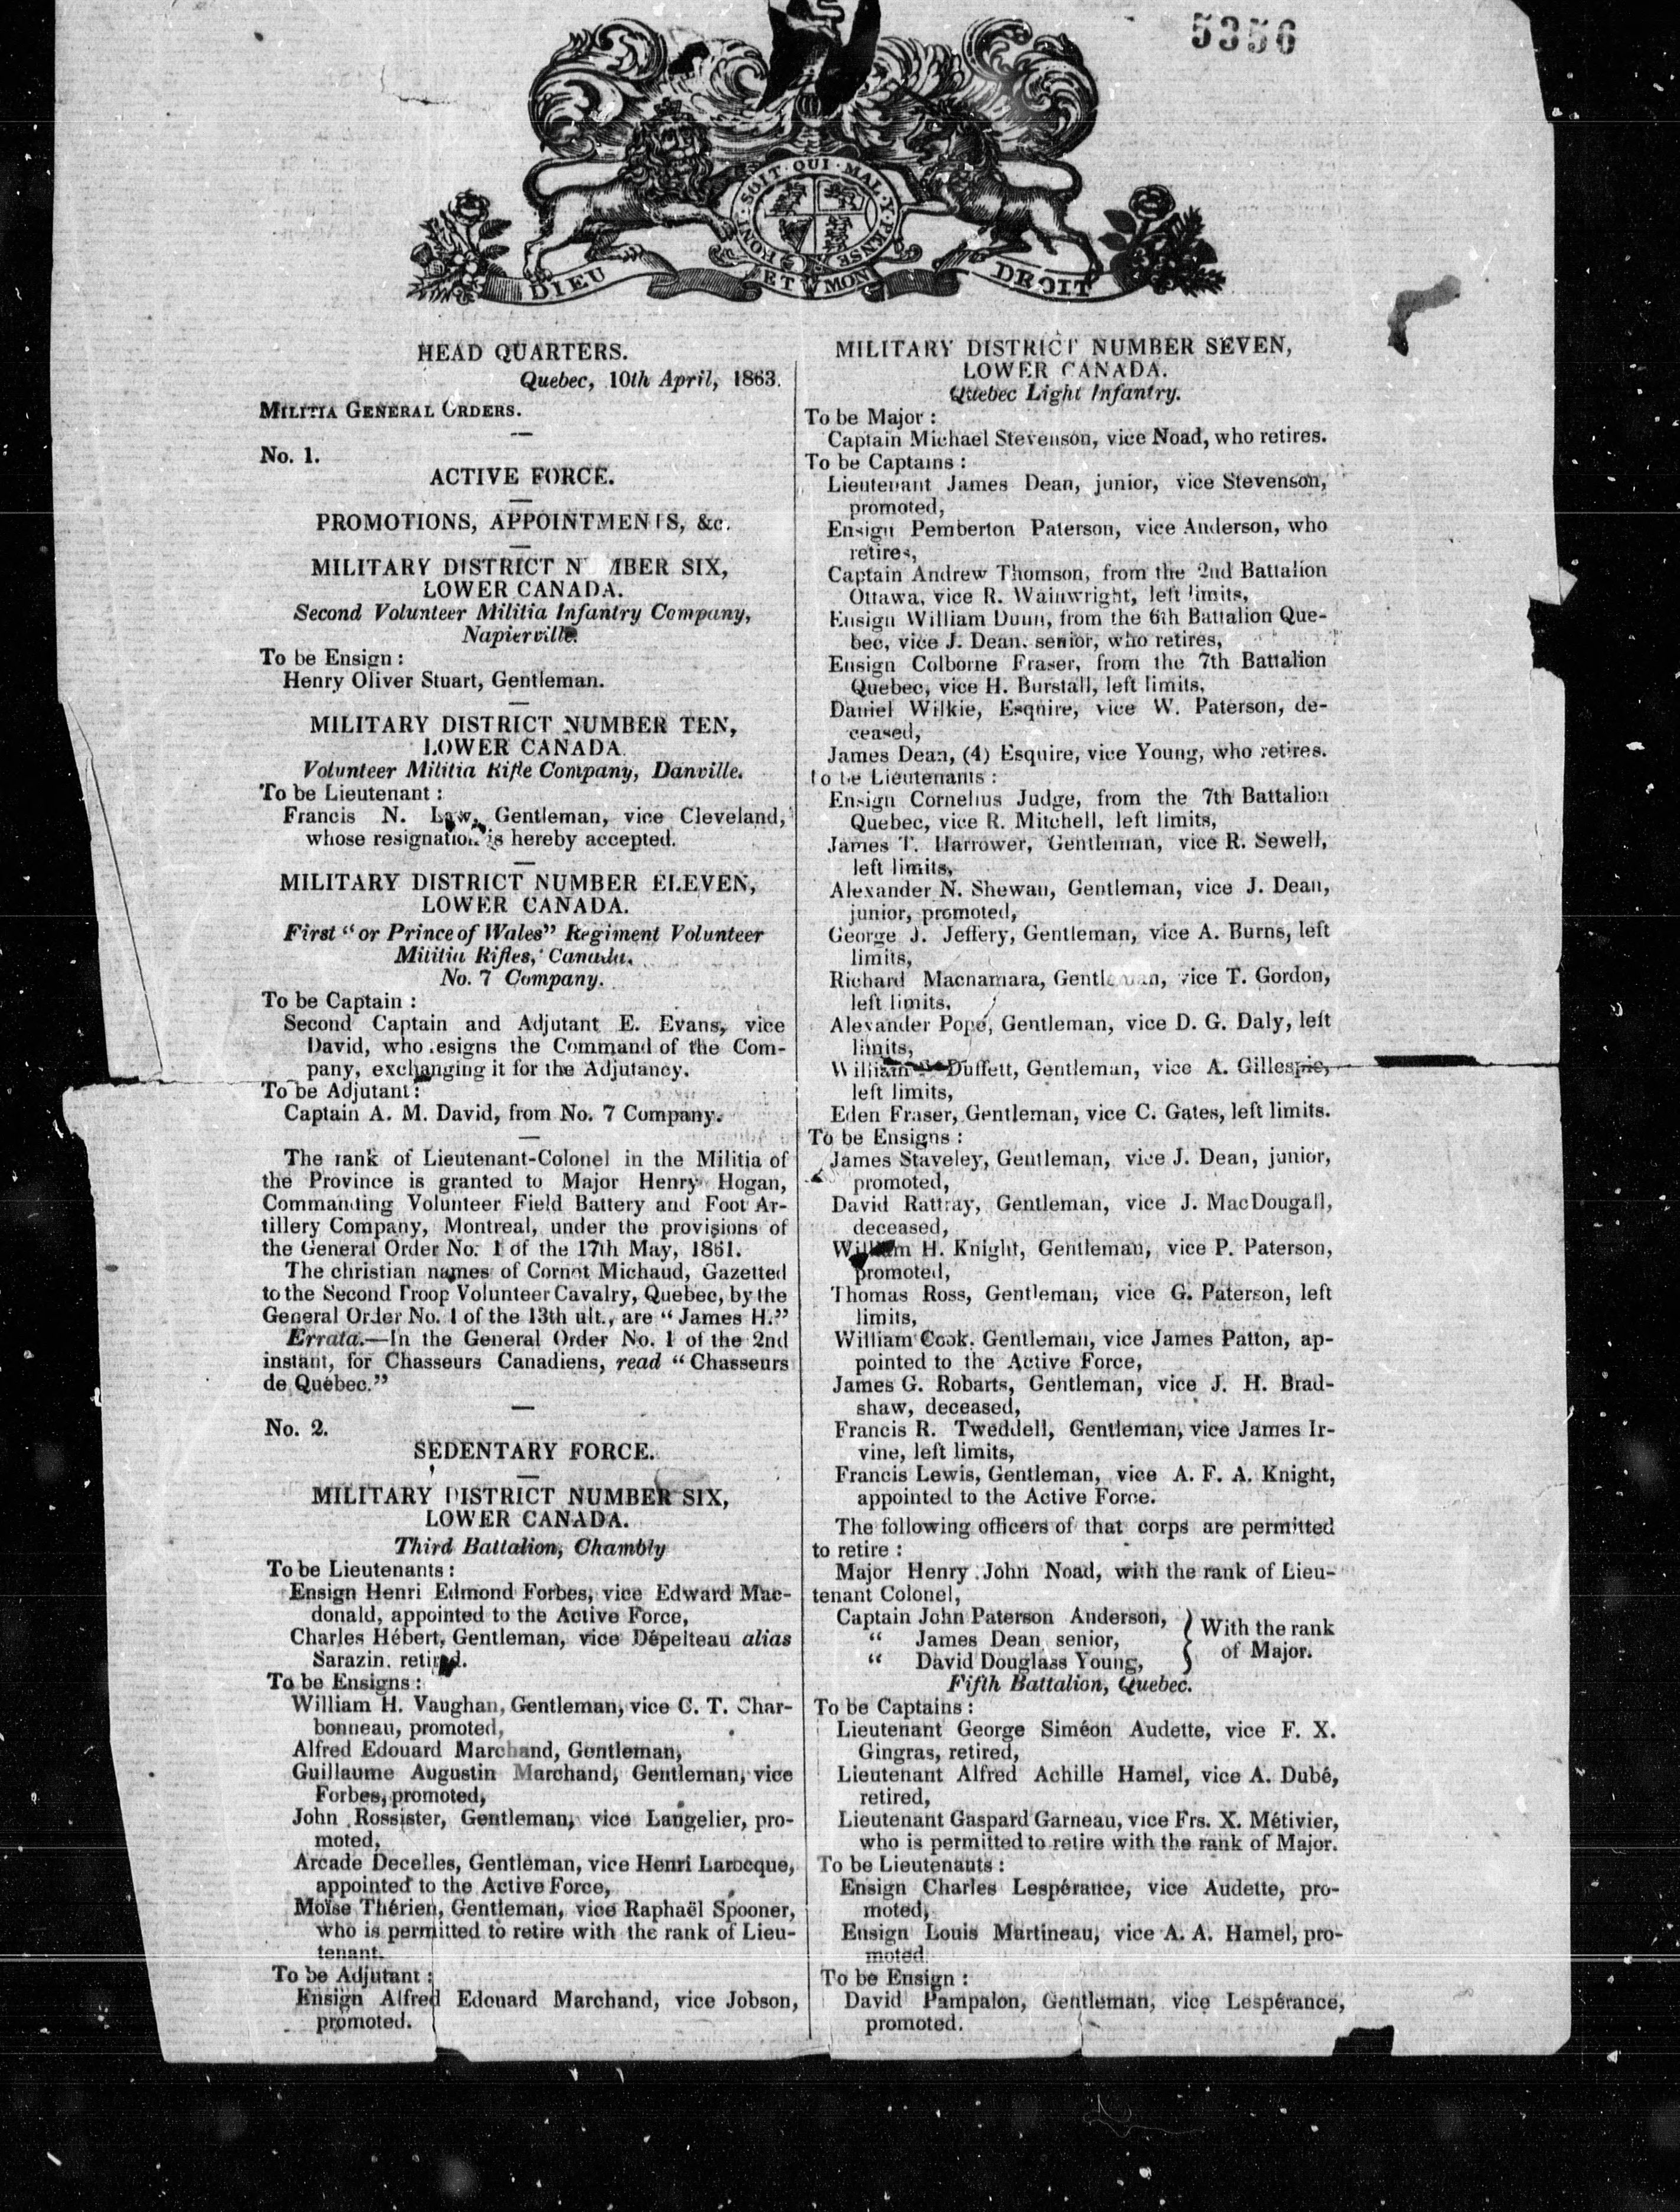 5356
HONI · SOIT · QUI · MAL · Y · PENSE
DIEU ET MON DROIT
HEAD QUARTERS.
Quebec, 10th April, 1863.
MILITIA GENERAL ORDERS.
No. 1.
ACTIVE FORCE.
PROMOTIONS, APPOINTMENTS, &c.
MILITARY DISTRICT NUMBER SIX,
LOWER CANADA.
Second Volunteer Militia Infantry Company,
Napierville.
To be Ensign :
Henry Oliver Stuart, Gentleman.
MILITARY DISTRICT NUMBER TEN,
LOWER CANADA.
Volunteer Militia Rifle Company, Danville.
To be Lieutenant :
Francis N. Law, Gentleman, vice Cleveland,
whose resignation is hereby accepted.
MILITARY DISTRICT NUMBER ELEVEN,
LOWER CANADA.
First "or Prince of Wales" Regiment Volunteer
Militia Rifles, Canada.
No. 7 Company.
To be Captain :
Second Captain and Adjutant E. Evans, vice
David, who resigns the Command of the Com-
pany, exchanging it for the Adjutancy.
To be Adjutant :
Captain A. M. David, from No. 7 Company.
The rank of Lieutenant-Colonel in the Militia of
the Province is granted to Major Henry Hogan,
Commanding Volunteer Field Battery and Foot Ar-
tillery Company, Montreal, under the provisions of
the General Order No. 1 of the 17th May, 1861.
The christian names of Cornet Michaud, Gazetted
to the Second Troop Volunteer Cavalry, Quebec, by the
General Order No. 1 of the 13th ult., are "James H."
Errata.—In the General Order No. 1 of the 2nd
instant, for Chasseurs Canadiens, read "Chasseurs
de Québec."
No. 2.
SEDENTARY FORCE.
MILITARY DISTRICT NUMBER SIX,
LOWER CANADA.
Third Battalion, Chambly
To be Lieutenants :
Ensign Henri Edmond Forbes, vice Edward Mac-
donald, appointed to the Active Force,
Charles Hébert, Gentleman, vice Dépelteau alias
Sarazin, retired.
To be Ensigns :
William H. Vaughan, Gentleman, vice C. T. Char-
bonneau, promoted,
Alfred Edouard Marchand, Gentleman,
Guillaume Augustin Marchand, Gentleman, vice
Forbes, promoted,
John Rossister, Gentleman, vice Langelier, pro-
moted,
Arcade Decelles, Gentleman, vice Henri Larocque,
appointed to the Active Force,
Moïse Thérien, Gentleman, vice Raphaël Spooner,
who is permitted to retire with the rank of Lieu-
tenant.
To be Adjutant :
Ensign Alfred Edouard Marchand, vice Jobson,
promoted.
MILITARY DISTRICT NUMBER SEVEN,
LOWER CANADA.
Quebec Light Infantry.
To be Major :
Captain Michael Stevenson, vice Noad, who retires.
To be Captains :
Lieutenant James Dean, junior, vice Stevenson,
promoted,
Ensign Pemberton Paterson, vice Anderson, who
retires,
Captain Andrew Thomson, from the 2nd Battalion
Ottawa, vice R. Wainwright, left limits,
Ensign William Dunn, from the 6th Battalion Que-
bec, vice J. Dean, senior, who retires,
Ensign Colborne Fraser, from the 7th Battalion
Quebec, vice H. Burstall, left limits,
Daniel Wilkie, Esquire, vice W. Paterson, de-
ceased,
James Dean, (4) Esquire, vice Young, who retires.
To be Lieutenants :
Ensign Cornelius Judge, from the 7th Battalion
Quebec, vice R. Mitchell, left limits,
James T. Harrower, Gentleman, vice R. Sewell,
left limits,
Alexander N. Shewan, Gentleman, vice J. Dean,
junior, promoted,
George J. Jeffery, Gentleman, vice A. Burns, left
limits,
Richard Macnamara, Gentleman, vice T. Gordon,
left limits,
Alexander Pope, Gentleman, vice D. G. Daly, left
limits,
William Duffett, Gentleman, vice A. Gillespie,
left limits,
Eden Fraser, Gentleman, vice C. Gates, left limits.
To be Ensigns :
James Staveley, Gentleman, vice J. Dean, junior,
promoted,
David Rattray, Gentleman, vice J. MacDougall,
deceased,
William H. Knight, Gentleman, vice P. Paterson,
promoted,
Thomas Ross, Gentleman, vice G. Paterson, left
limits,
William Cook, Gentleman, vice James Patton, ap-
pointed to the Active Force,
James G. Robarts, Gentleman, vice J. H. Brad-
shaw, deceased,
Francis R. Tweddell, Gentleman, vice James Ir-
vine, left limits,
Francis Lewis, Gentleman, vice A. F. A. Knight,
appointed to the Active Force.
The following officers of that corps are permitted
to retire :
Major Henry John Noad, with the rank of Lieu-
tenant Colonel,
Captain John Paterson Anderson,
" James Dean senior,
" David Douglass Young,
With the rank
of Major.
Fifth Battalion, Quebec.
To be Captains :
Lieutenant George Siméon Audette, vice F. X.
Gingras, retired,
Lieutenant Alfred Achille Hamel, vice A. Dubé,
retired,
Lieutenant Gaspard Garneau, vice Frs. X. Métivier,
who is permitted to retire with the rank of Major.
To be Lieutenants :
Ensign Charles Lespérance, vice Audette, pro-
moted,
Ensign Louis Martineau, vice A. A. Hamel, pro-
moted.
To be Ensign :
David Pampalon, Gentleman, vice Lespérance,
promoted.